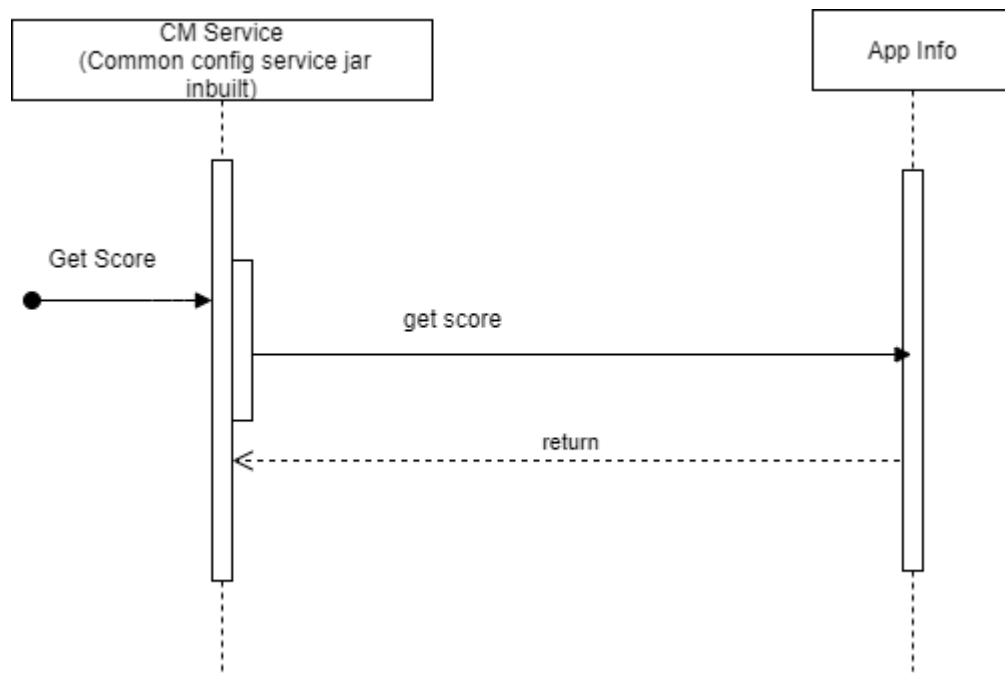 CM Service
(Common config service jar
inbuilt)
App Info
Get Score
get score
return